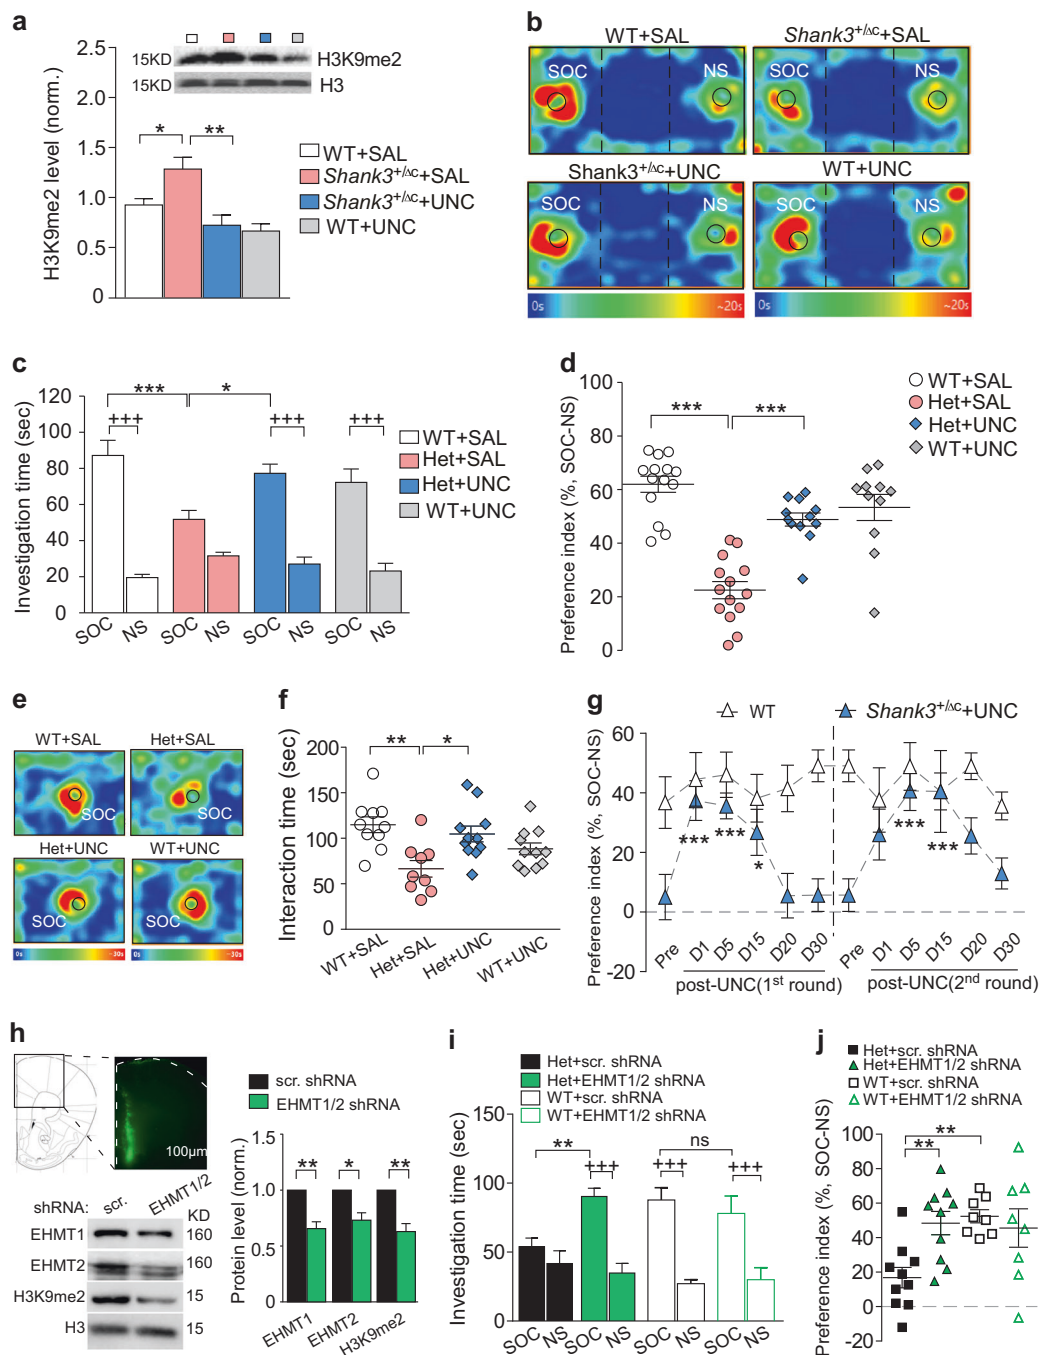 a
H3K9me2 level (norm.)
2.5
2.0
1.5
1.0
0.5
0
15KD
H3K9me2
15KD
H3
*
**
WT+SAL
Shank3+/ΔC+SAL
Shank3+/ΔC+UNC
WT+UNC
b
WT+SAL
Shank3+/ΔC+SAL
SOC
NS
SOC
NS
Shank3+/ΔC+UNC
WT+UNC
SOC
NS
SOC
NS
0s
~20s
0s
~20s
c
Investigation time (sec)
120
100
80
60
40
20
0
***
*
+++
+++
+++
WT+SAL
Het+SAL
Het+UNC
WT+UNC
SOC
NS
SOC
NS
SOC
NS
SOC
NS
d
Preference index (%, SOC-NS)
100
80
60
40
20
0
***
***
WT+SAL
Het+SAL
Het+UNC
WT+UNC
e
WT+SAL
Het+SAL
SOC
SOC
Het+UNC
WT+UNC
SOC
SOC
0s
~30s
0s
~30s
f
Interaction time (sec)
200
150
100
50
0
**
*
WT+SAL
Het+SAL
Het+UNC
WT+UNC
g
WT
Shank3+/ΔC+UNC
Preference index (%, SOC-NS)
60
40
20
0
-20
***
***
*
***
***
Pre
D1
D5
D15
D20
D30
Pre
D1
D5
D15
D20
D30
post-UNC(1st round)
post-UNC(2nd round)
h
100μm
shRNA:
scr.
EHMT1/2
KD
EHMT1
160
EHMT2
160
H3K9me2
15
H3
15
scr. shRNA
EHMT1/2 shRNA
Protein level (norm.)
1.5
1.0
0.5
0
**
*
**
EHMT1
EHMT2
H3K9me2
i
Het+scr. shRNA
Het+EHMT1/2 shRNA
WT+scr. shRNA
WT+EHMT1/2 shRNA
Investigation time (sec)
150
100
50
0
**
ns
+++
+++
+++
SOC
NS
SOC
NS
SOC
NS
SOC
NS
j
Het+scr. shRNA
Het+EHMT1/2 shRNA
WT+scr. shRNA
WT+EHMT1/2 shRNA
Preference index (%, SOC-NS)
100
80
60
40
20
0
-20
**
**